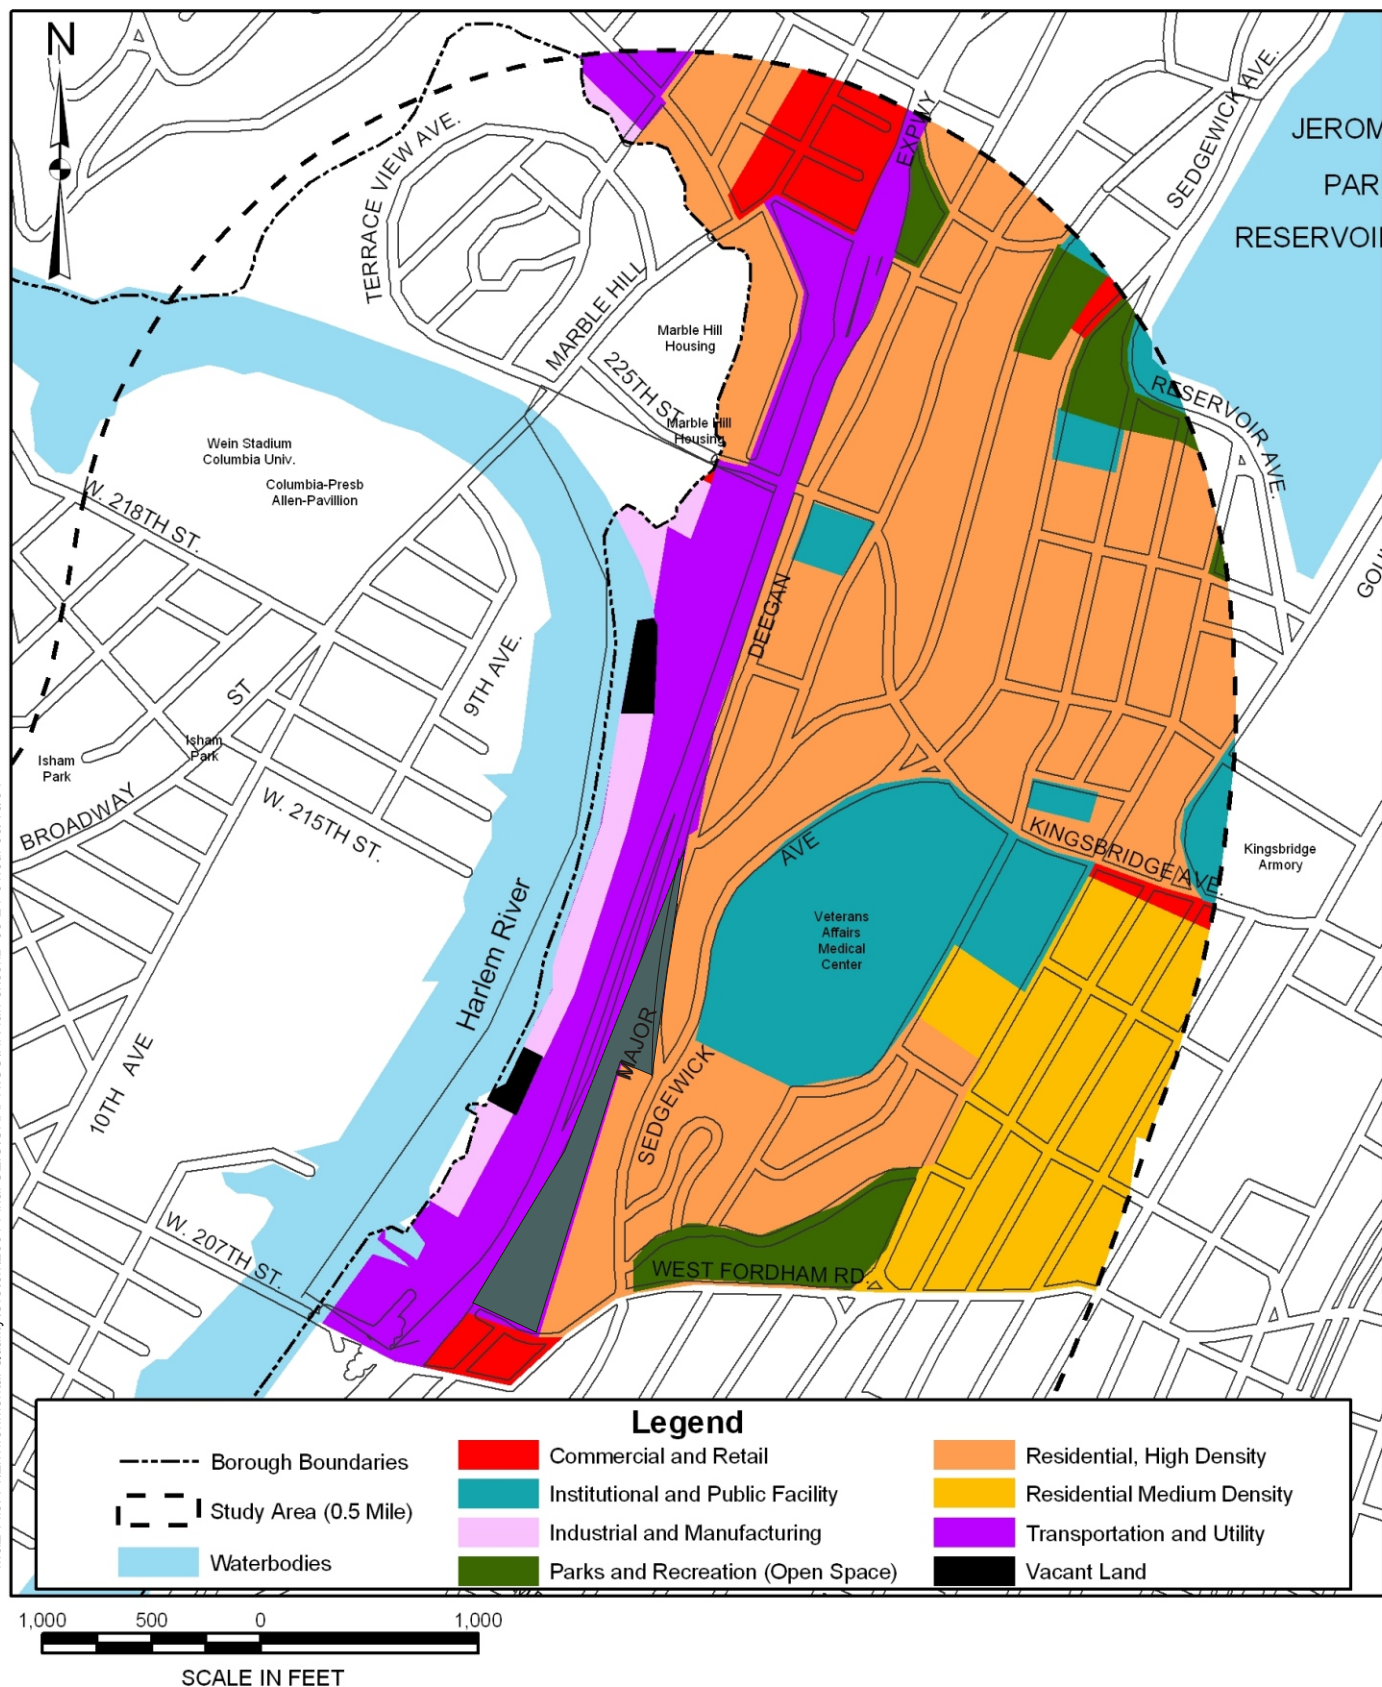 N
TERRACE VIEW AVE.
EXPWY
SEDGEWICK AVE.
JEROM
PAR
RESERVOI
MARBLE HILL
Marble Hill
Housing
225TH ST.
Marble Hill
Housing
RESERVOIR AVE.
Wein Stadium
Columbia Univ.
Columbia-Presb
Allen-Pavillion
W. 218TH ST.
DEEGAN
GOU
9TH AVE.
ST
Isham
Park
Isham
Park
BROADWAY
W. 215TH ST.
KINGSBRIDGE AVE.
Kingsbridge
Armory
AVE
Veterans
Affairs
Medical
Center
Harlem River
MAJOR
SEDGEWICK
10TH AVE
W. 207TH ST.
WEST FORDHAM RD.
Legend
Borough Boundaries
Study Area (0.5 Mile)
Waterbodies
Commercial and Retail
Institutional and Public Facility
Industrial and Manufacturing
Parks and Recreation (Open Space)
Residential, High Density
Residential Medium Density
Transportation and Utility
Vacant Land
1,000 500 0 1,000
SCALE IN FEET